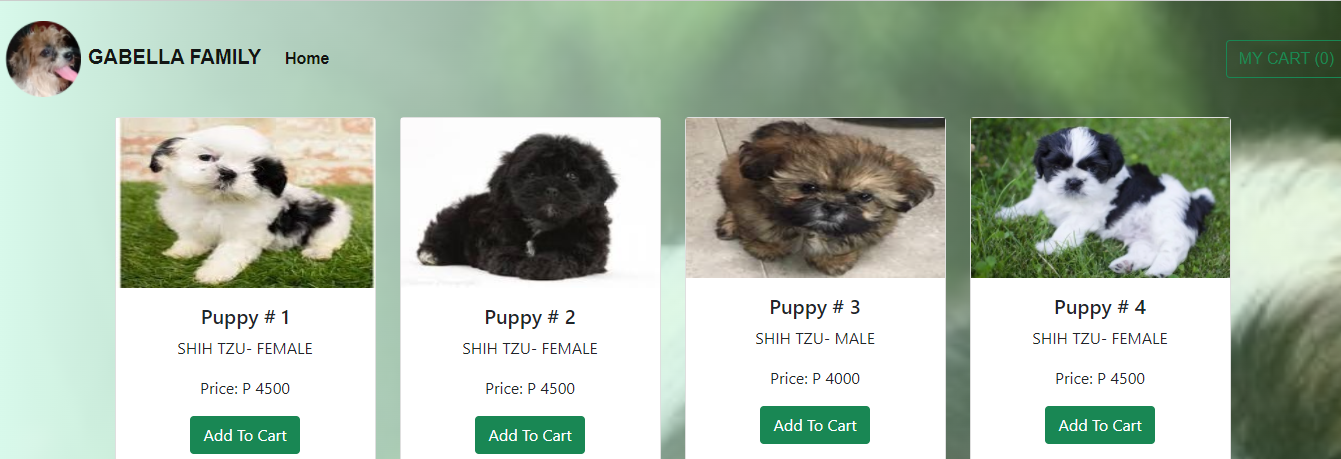 GABELLA FAMILY
Home
MY CART (0)
Puppy # 1
SHIH TZU- FEMALE
Price: P 4500
Add To Cart
Puppy # 2
SHIH TZU- FEMALE
Price: P 4500
Add To Cart
Puppy # 3
SHIH TZU- MALE
Price: P 4000
Add To Cart
Puppy # 4
SHIH TZU- FEMALE
Price: P 4500
Add To Cart